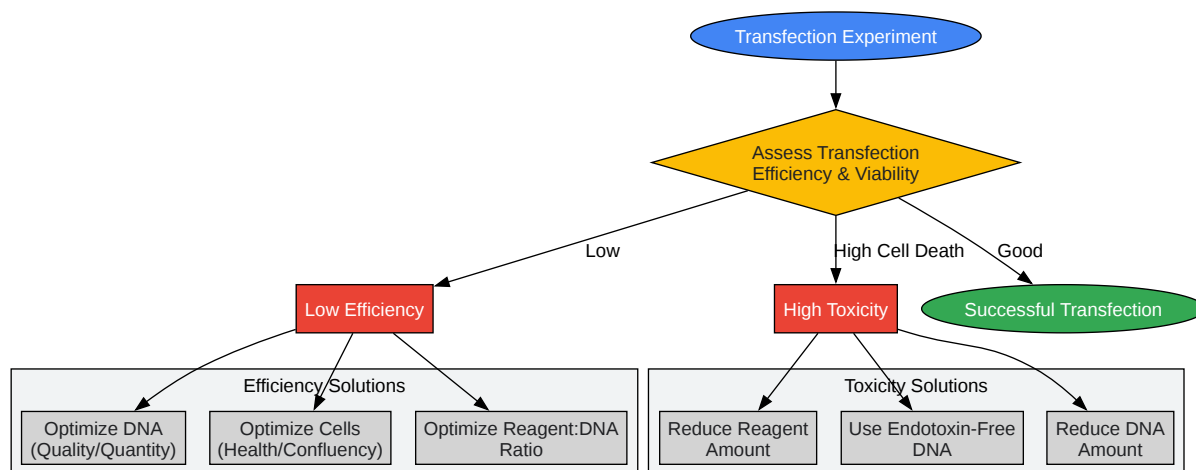 Transfection Experiment
Assess Transfection
Efficiency & Viability
Low
High Cell Death
Good
Low Efficiency
High Toxicity
Successful Transfection
Efficiency Solutions
Toxicity Solutions
Optimize DNA
(Quality/Quantity)
Optimize Cells
(Health/Confluency)
Optimize Reagent:DNA
Ratio
Reduce Reagent
Amount
Use Endotoxin-Free
DNA
Reduce DNA
Amount